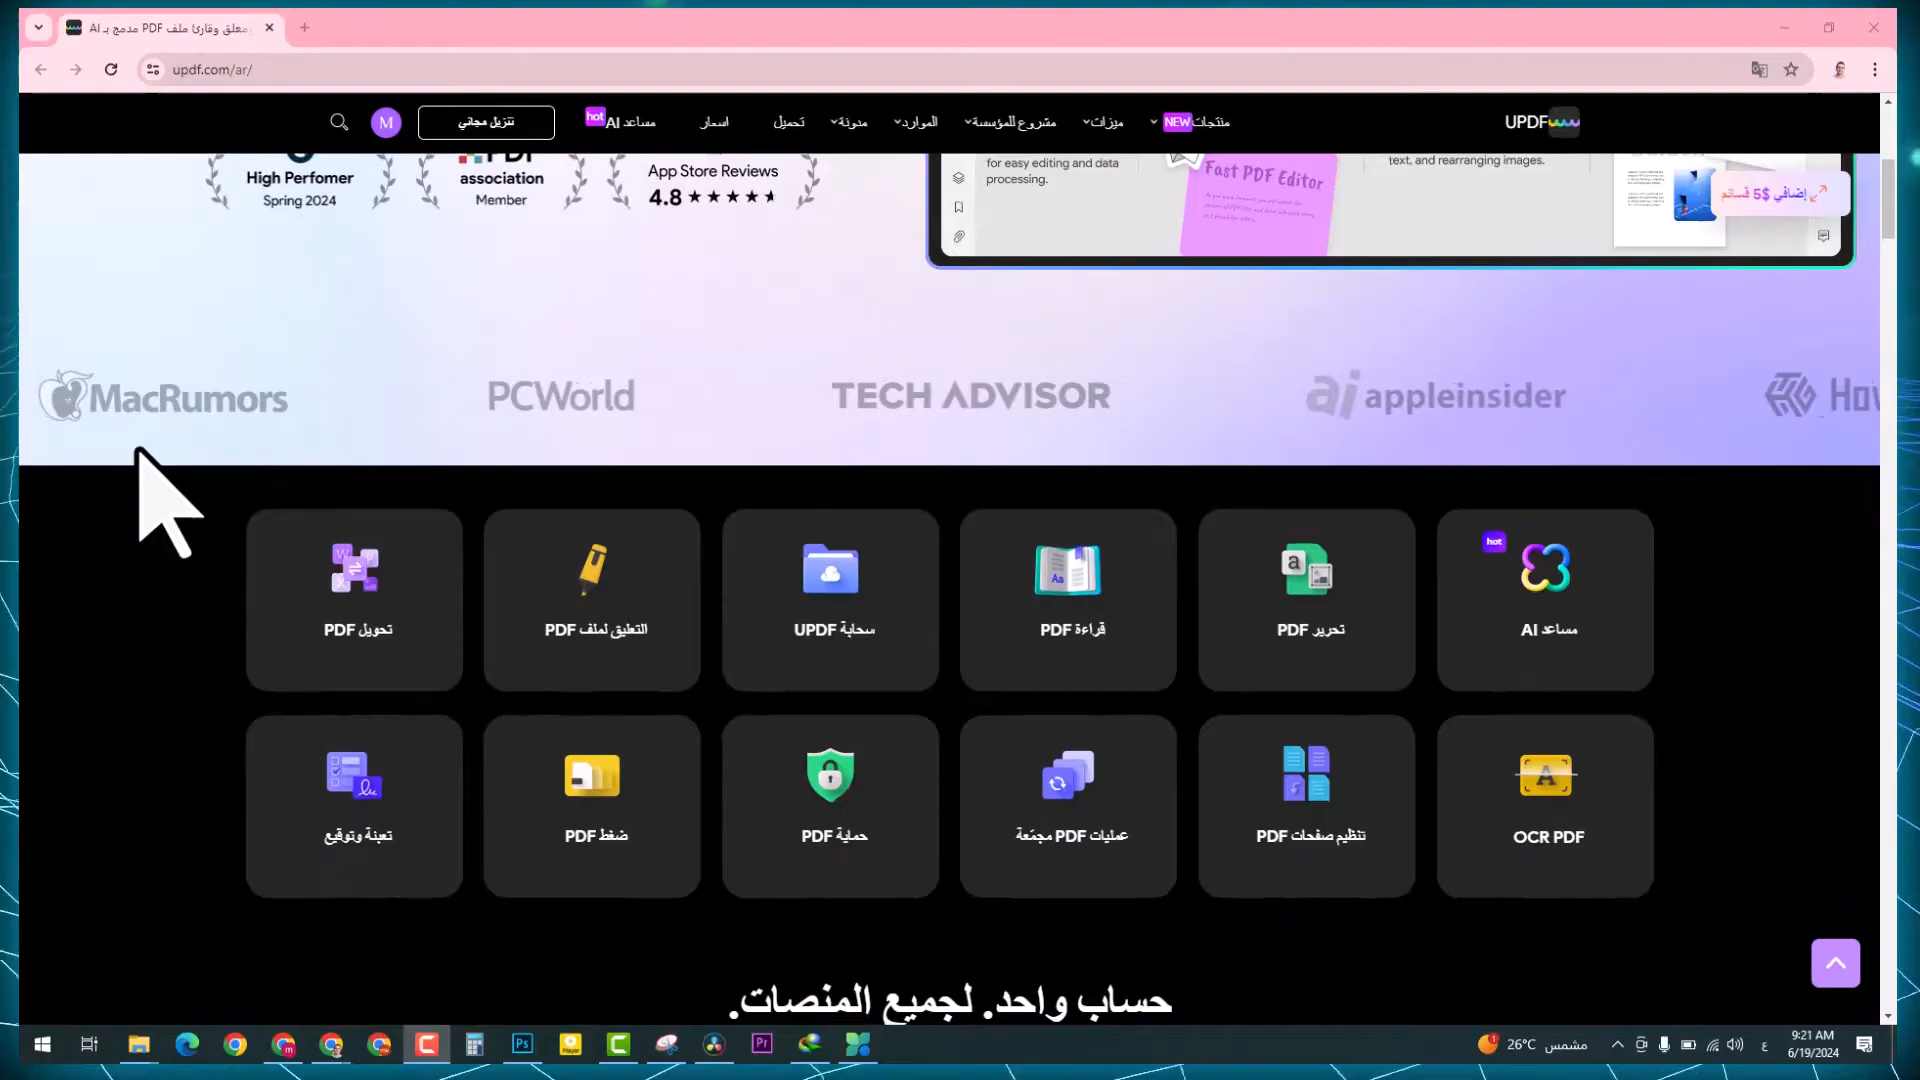 معلق وقارئ ملف PDF مدمج بـ AI
updf.com/ar/
UPDF
منتجات NEW
ميزات
مشروع للمؤسسة
الموارد
مدونة
تحميل
اسعار
مساعد AI hot
تنزيل مجاني
M
High Perfomer
Spring 2024
association
Member
App Store Reviews
4.8
for easy editing and data
processing.
Fast PDF Editor
text, and rearranging images.
إضافي 5$ قسائم
MacRumors
PCWorld
TECH ADVISOR
appleinsider
hot
مساعد AI
تحرير PDF
قراءة PDF
سحابة UPDF
التعليق لملف PDF
تحويل PDF
OCR PDF
تنظيم صفحات PDF
عمليات PDF مجمّعة
حماية PDF
ضغط PDF
تعبئة وتوقيع
حساب واحد. لجميع المنصات.
26°C مشمس
ع
9:21 AM
6/19/2024